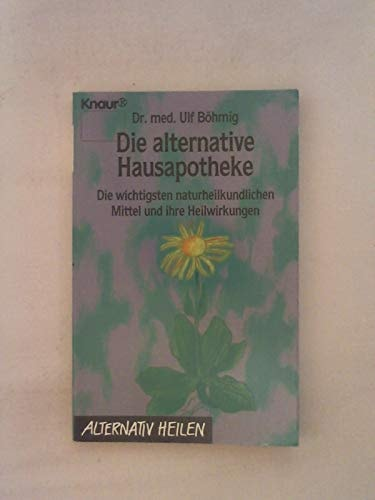 Knaur®
Dr. med. Ulf Böhmig
Die alternative
Hausapotheke
Die wichtigsten naturheilkundlichen
Mittel und ihre Heilwirkungen
ALTERNATIV HEILEN